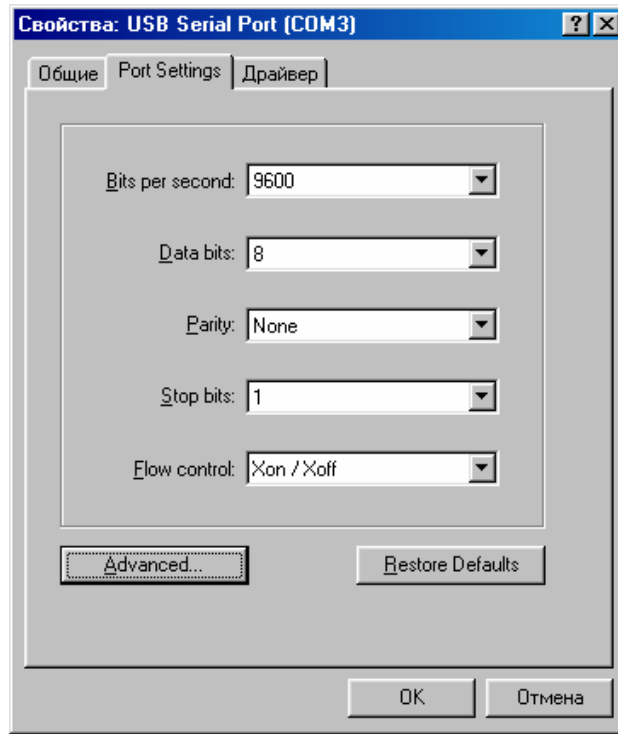 Свойства: USB Serial Port (COM3)
Общие Port Settings Драйвер
Bits per second: 9600
Data bits: 8
Parity: None
Stop bits: 1
Flow control: Xon / Xoff
Advanced... Restore Defaults
OK Отмена